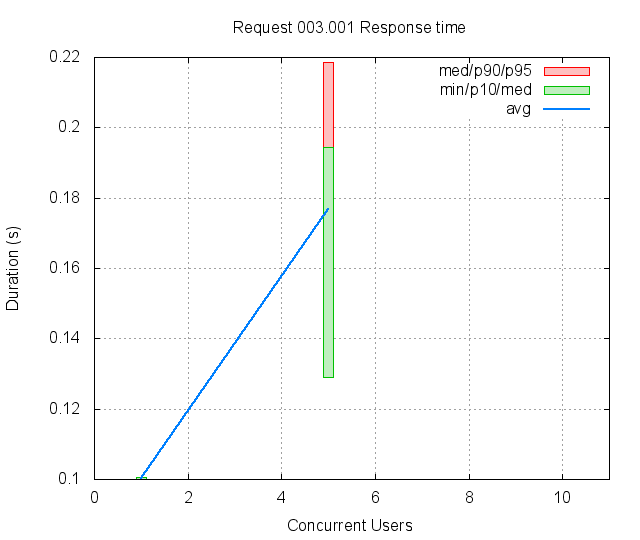 Request 003.001 Response time
0.22
0.2
0.18
0.16
0.14
0.12
0.1
Duration (s)
med/p90/p95
min/p10/med
avg
0 2 4 6 8 10
Concurrent Users